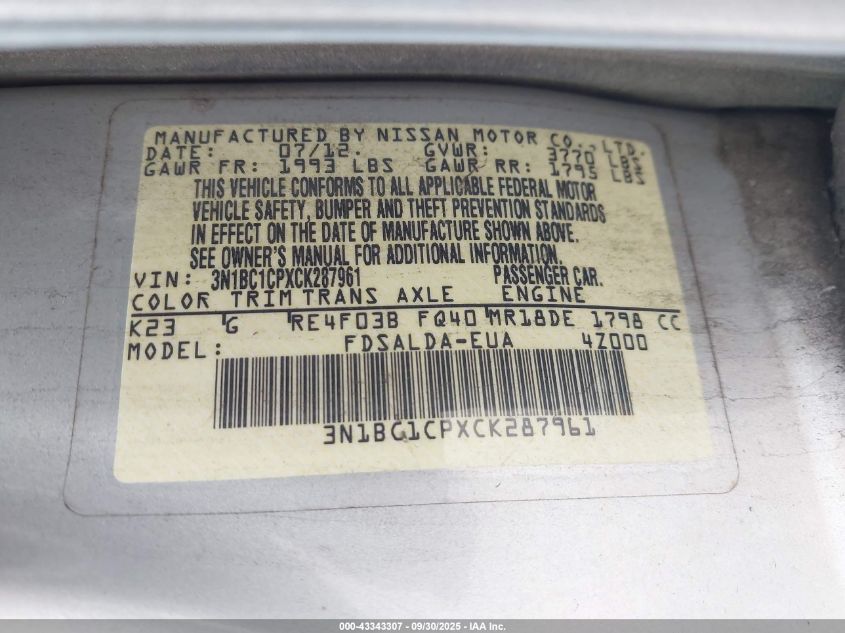 MANUFACTURED BY NISSAN MOTOR CO., LTD.
DATE: 07/12. GVWR: 3770 LBS
GAWR FR: 1993 LBS GAWR RR: 1795 LBS
THIS VEHICLE CONFORMS TO ALL APPLICABLE FEDERAL MOTOR
VEHICLE SAFETY, BUMPER AND THEFT PREVENTION STANDARDS
IN EFFECT ON THE DATE OF MANUFACTURE SHOWN ABOVE.
SEE OWNER'S MANUAL FOR ADDITIONAL INFORMATION.
VIN: 3N1BC1CPXCK287961 PASSENGER CAR.
COLOR TRIM TRANS AXLE ENGINE
K23 G RE4F03B FQ40 MR18DE 1798 CC
MODEL: FDSALDA-EUA 4Z000
3N1BC1CPXCK287961
000-43343307 - 09/30/2025 - IAA Inc.